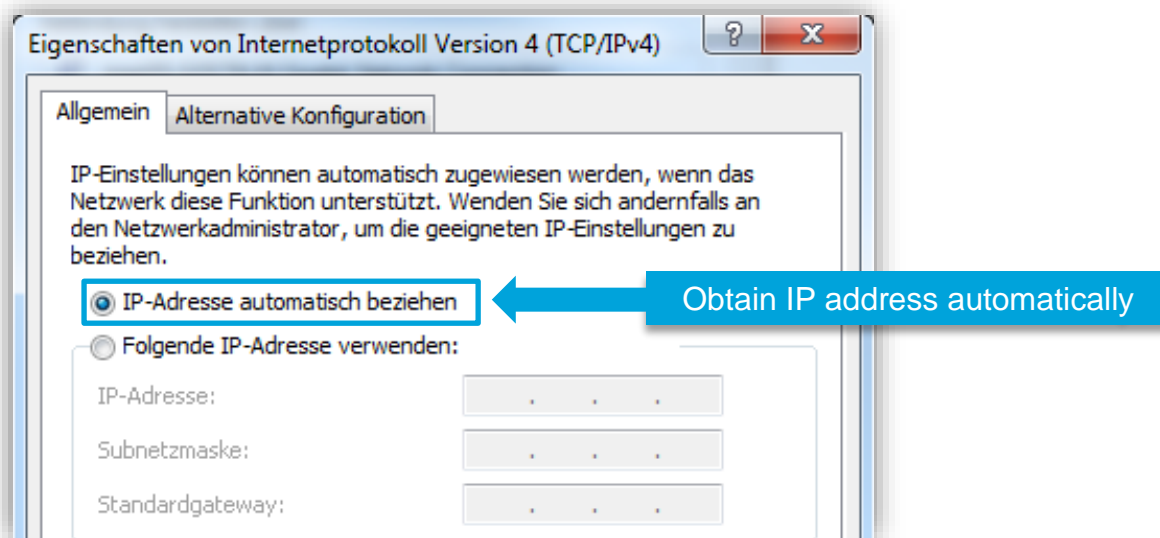 Eigenschaften von Internetprotokoll Version 4 (TCP/IPv4)
Allgemein
Alternative Konfiguration
IP-Einstellungen können automatisch zugewiesen werden, wenn das
Netzwerk diese Funktion unterstützt. Wenden Sie sich andernfalls an
den Netzwerkadministrator, um die geeigneten IP-Einstellungen zu
beziehen.
IP-Adresse automatisch beziehen
Obtain IP address automatically
Folgende IP-Adresse verwenden:
IP-Adresse:
Subnetzmaske:
Standardgateway: